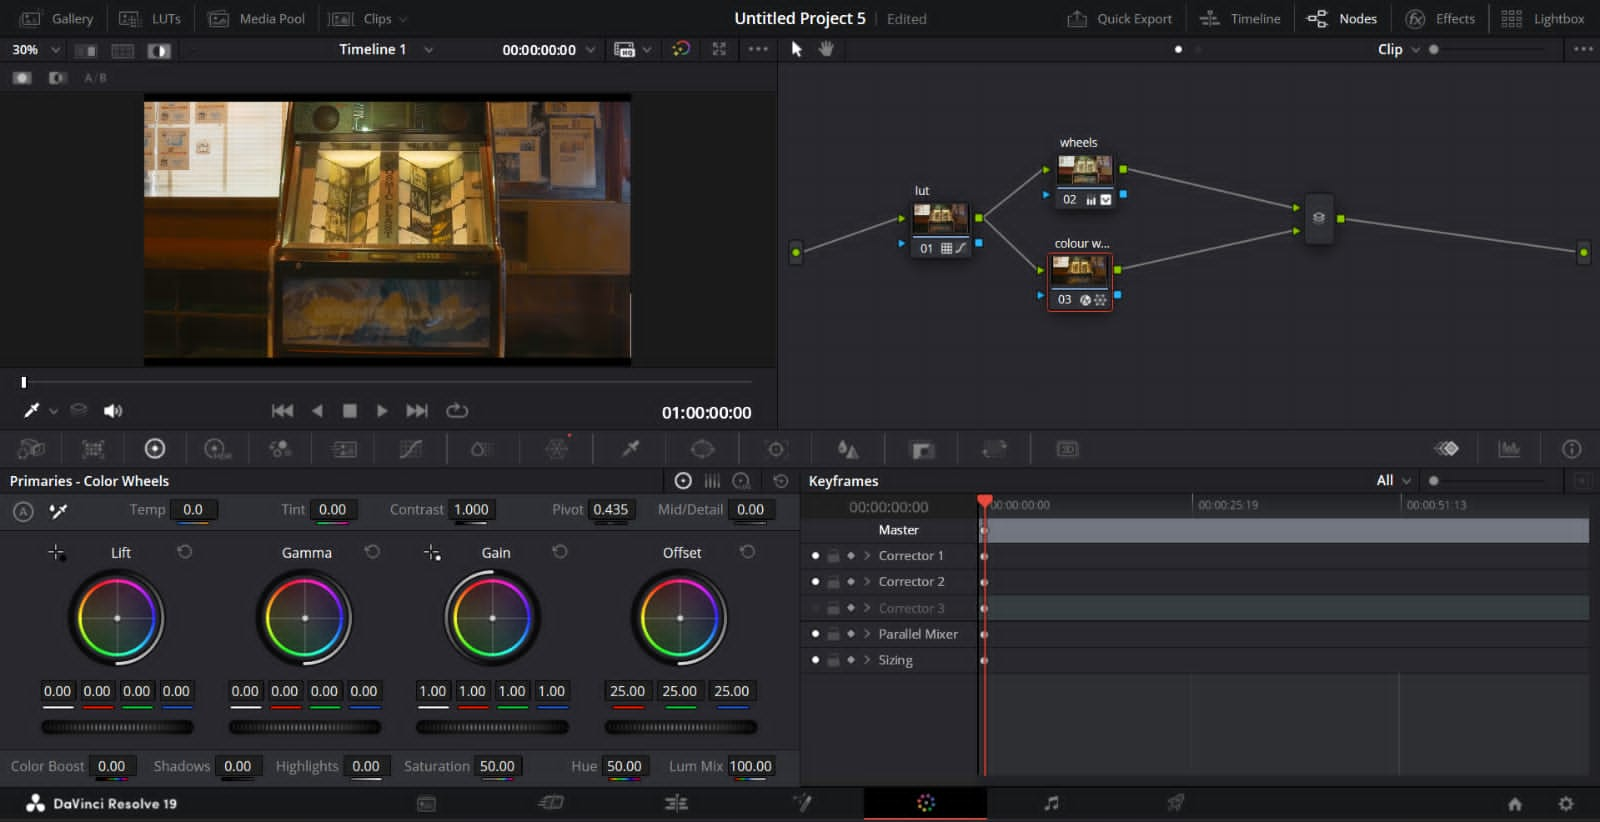 Gallery LUTs Media Pool Clips Untitled Project 5 Edited Quick Export Timeline Nodes Effects Lightbox
30% Timeline 1 00:00:00:00 HQ Clip
A/B
wheels
02
lut
01
colour w...
03
01:00:00:00
HDR
3D
Primaries - Color Wheels
Keyframes All
A Temp 0.0 Tint 0.00 Contrast 1.000 Pivot 0.435 Mid/Detail 0.00
00:00:00:00 00:00:00:00 00:00:25:19 00:00:51:13
Master
Lift Gamma Gain Offset
Corrector 1
Corrector 2
Corrector 3
Parallel Mixer
Sizing
0.00 0.00 0.00 0.00 0.00 0.00 0.00 0.00 1.00 1.00 1.00 1.00 25.00 25.00 25.00
Color Boost 0.00 Shadows 0.00 Highlights 0.00 Saturation 50.00 Hue 50.00 Lum Mix 100.00
DaVinci Resolve 19